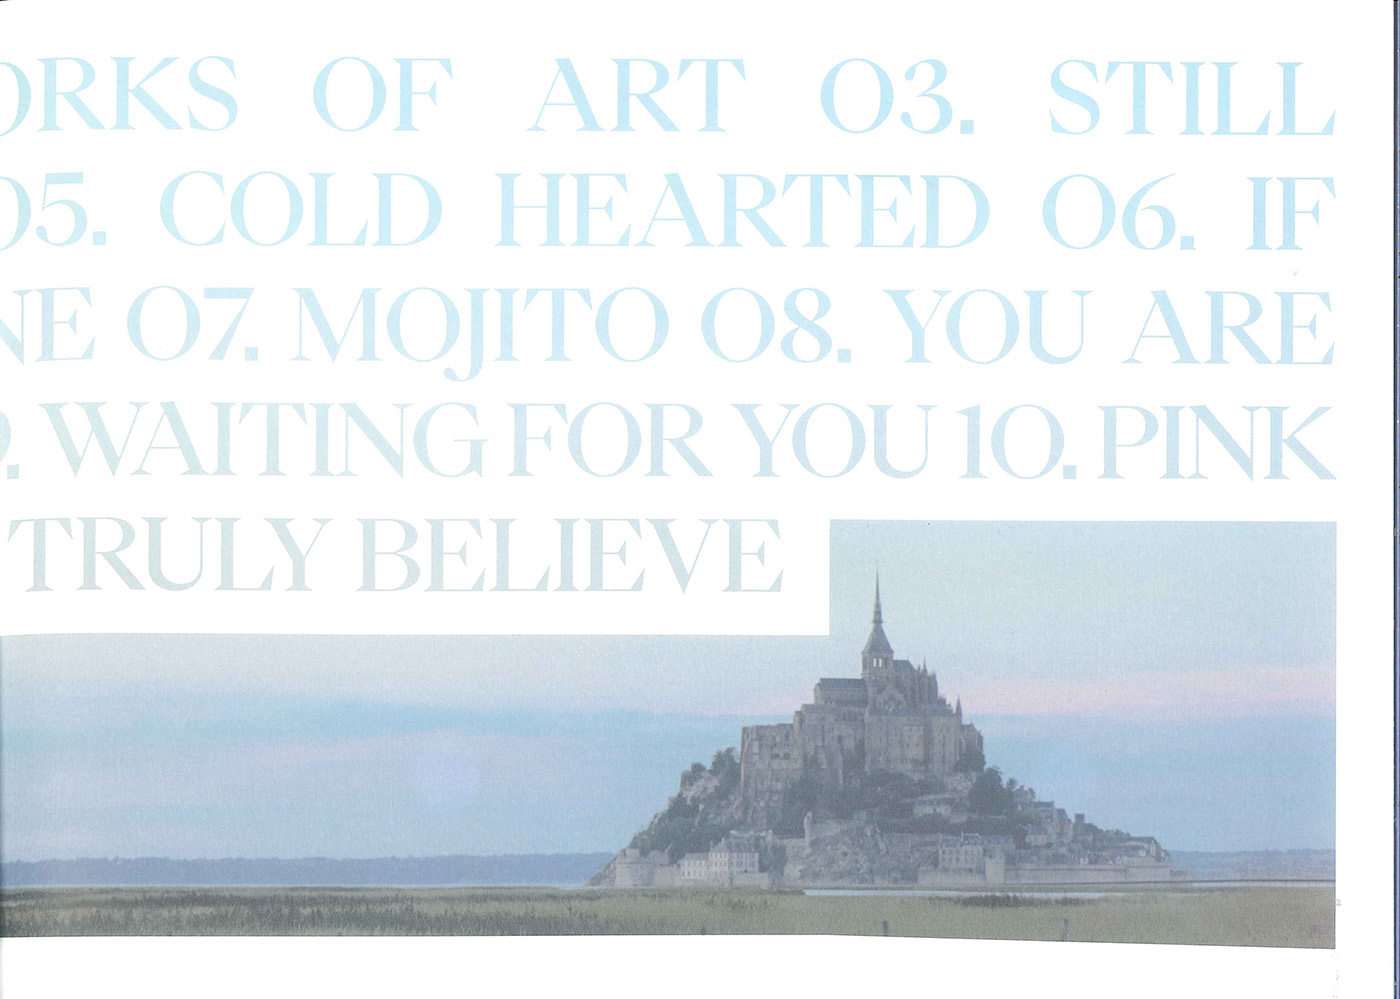 ORKS OF ART 03. STILL
05. COLD HEARTED 06. IF
NE 07. MOJITO 08. YOU ARE
. WAITING FOR YOU 10. PINK
TRULY BELIEVE